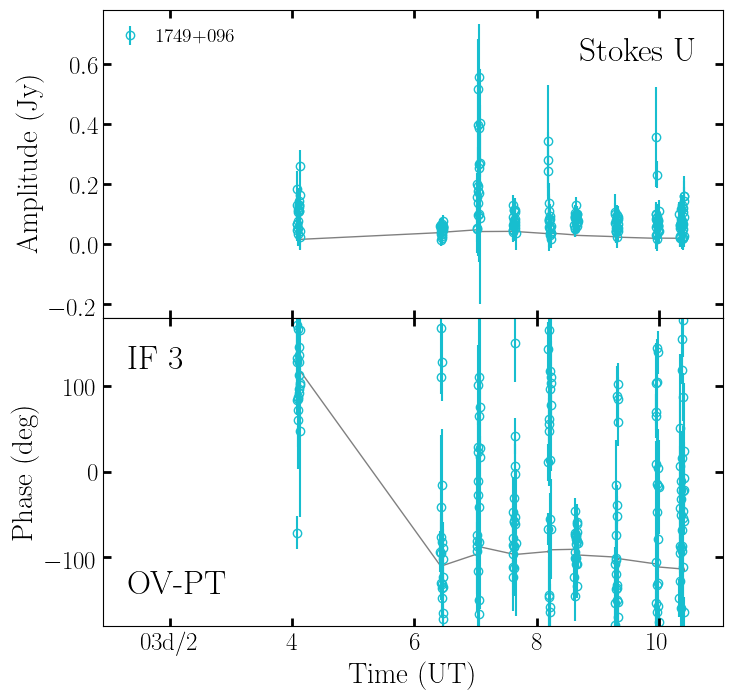 1749+096
Stokes U
0.6
0.4
0.2
0.0
−0.2
Amplitude (Jy)
IF 3
100
0
−100
Phase (deg)
OV-PT
03d/2 4 6 8 10
Time (UT)